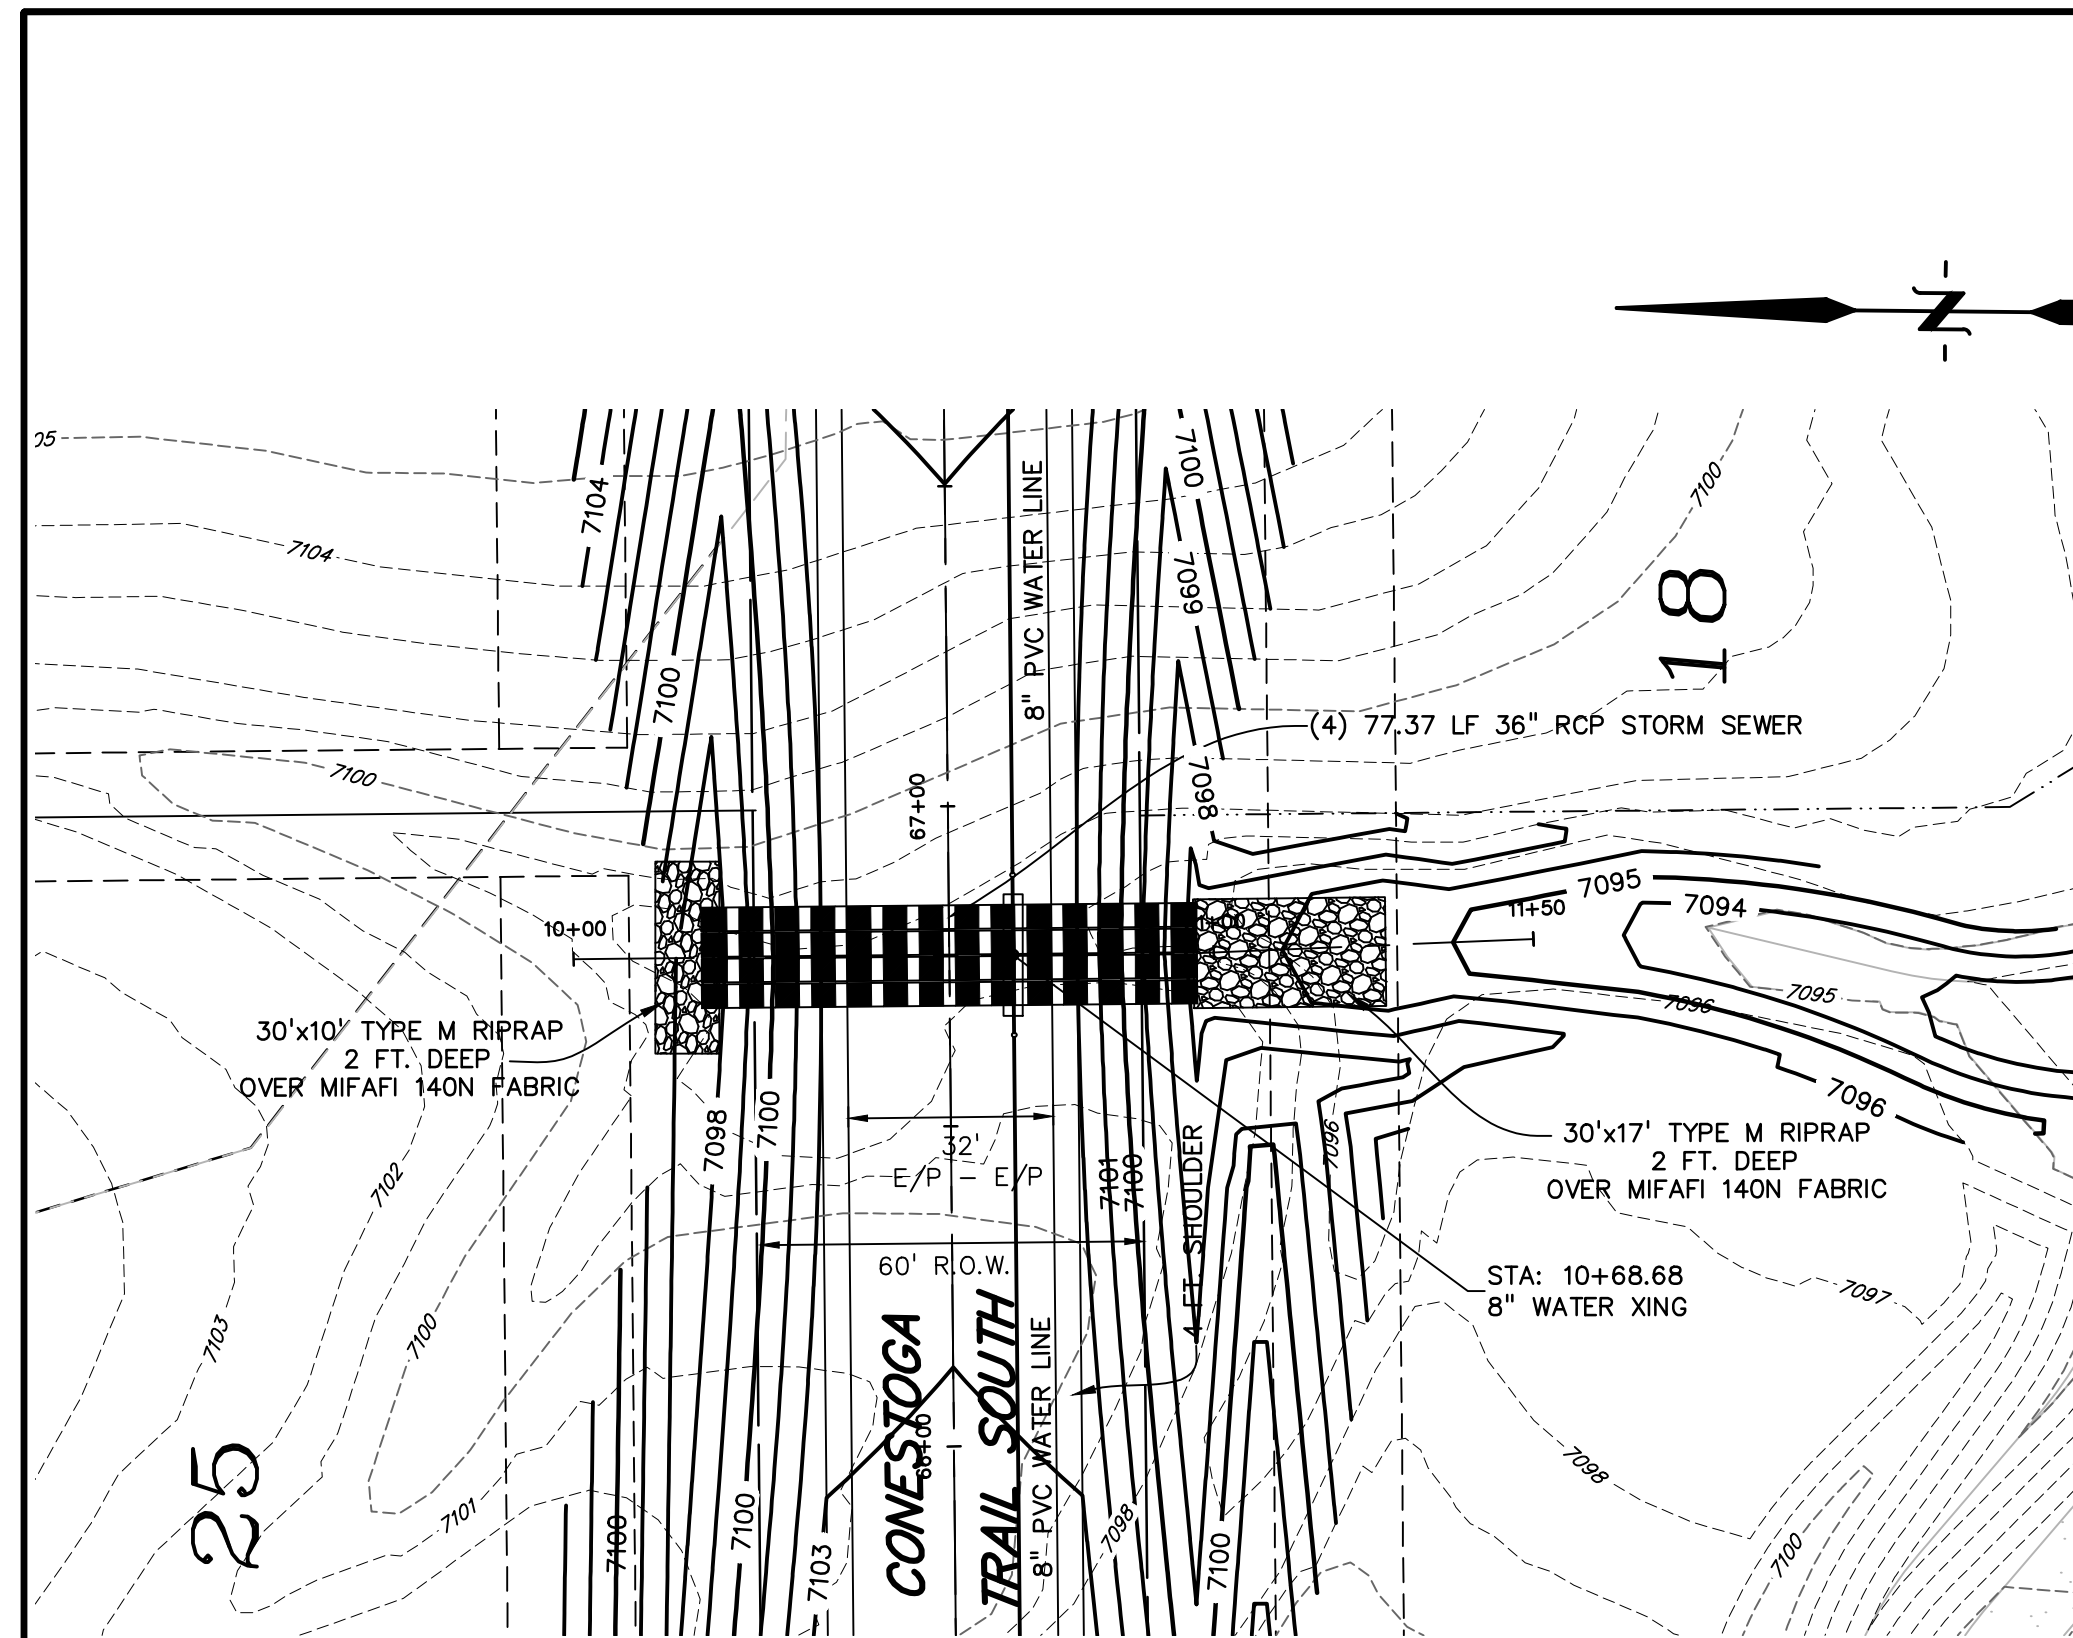 N
05
7104
7104
7100
7099
7100
18
8" PVC WATER LINE
7100
(4) 77.37 LF 36" RCP STORM SEWER
7100
67+00
7098
10+00
7095
7094
11+50
7095
7096
30'x10' TYPE M RIPRAP
2 FT. DEEP
OVER MIFAFI 140N FABRIC
7098
7100
32'
E/P - E/P
7101
7100
7096
7096
30'x17' TYPE M RIPRAP
2 FT. DEEP
OVER MIFAFI 140N FABRIC
7102
4 FT. SHOULDER
60' R.O.W.
STA: 10+68.68
8" WATER XING
7097
7103
7100
CONESTOGA
TRAIL SOUTH
8" PVC WATER LINE
68+00
25
7101
7100
7100
7103
7098
7100
7098
7100